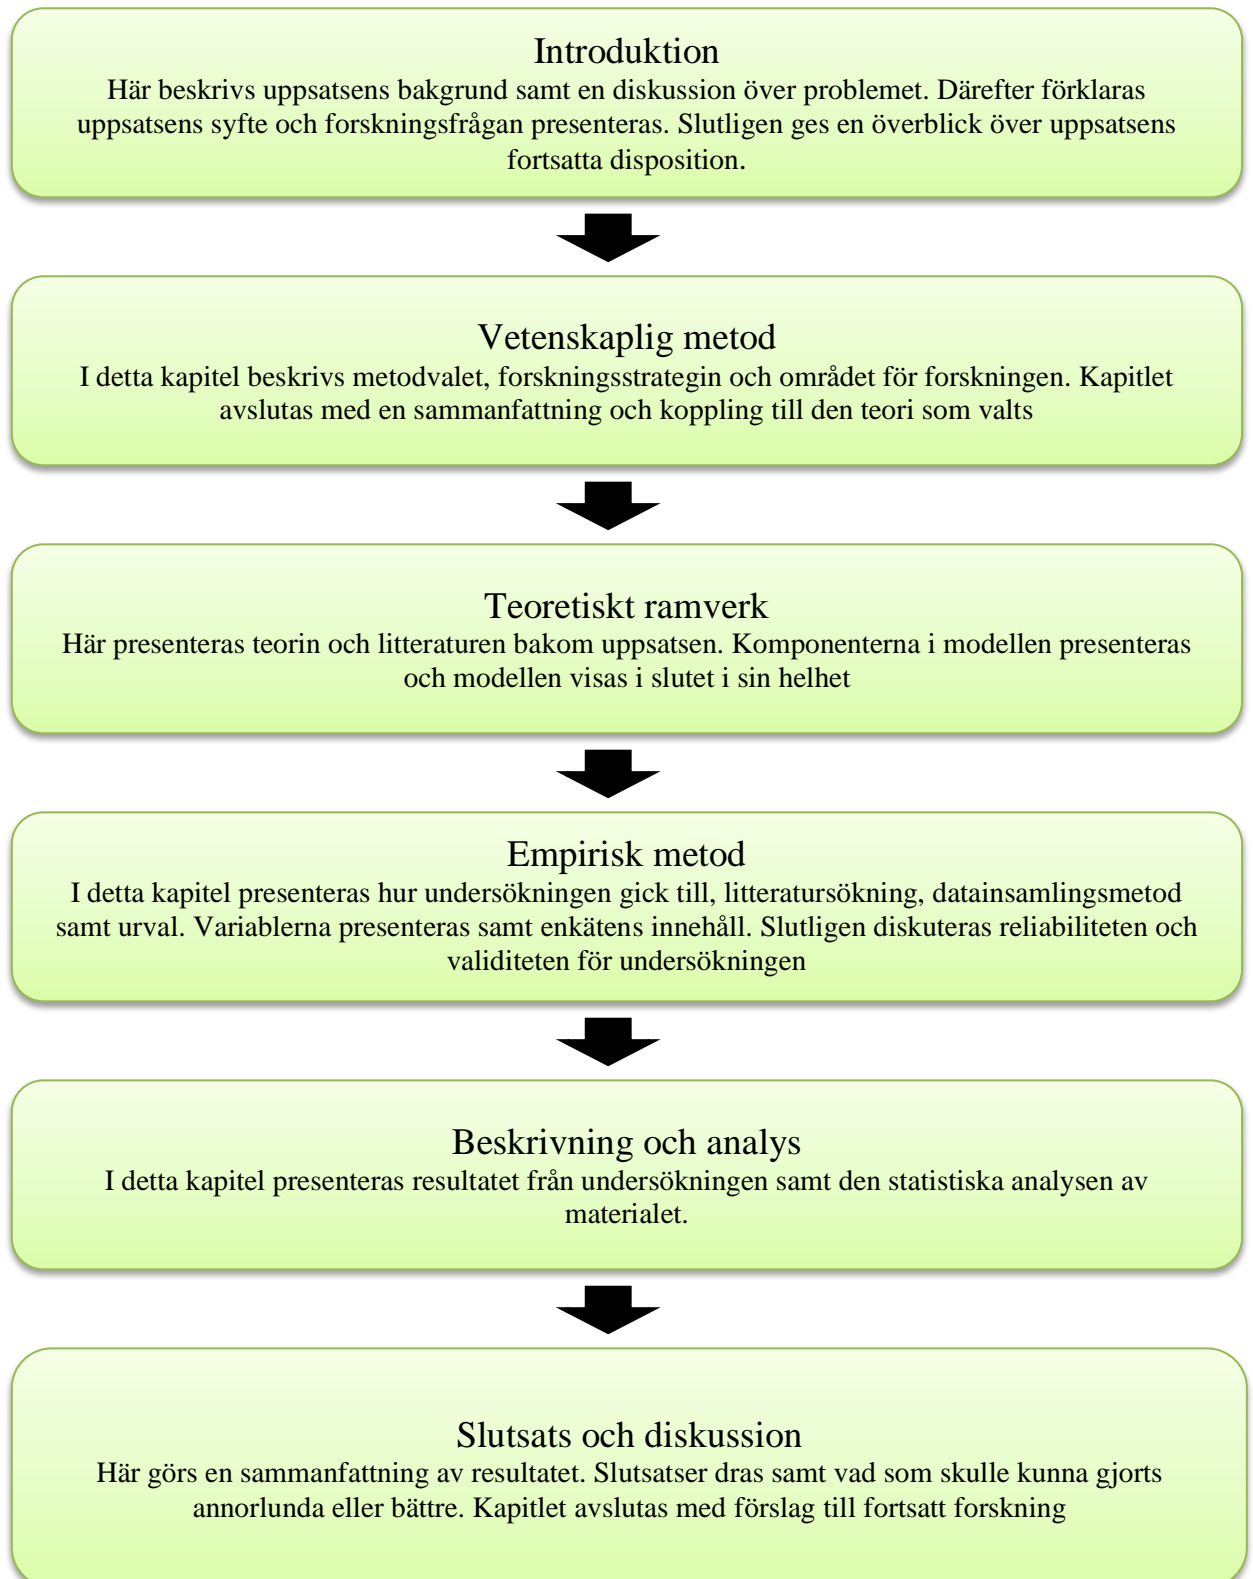 Introduktion
Här beskrivs uppsatsens bakgrund samt en diskussion över problemet. Därefter förklaras
uppsatsens syfte och forskningsfrågan presenteras. Slutligen ges en överblick över uppsatsens
fortsatta disposition.
Vetenskaplig metod
I detta kapitel beskrivs metodvalet, forskningsstrategin och området för forskningen. Kapitlet
avslutas med en sammanfattning och koppling till den teori som valts
Teoretiskt ramverk
Här presenteras teorin och litteraturen bakom uppsatsen. Komponenterna i modellen presenteras
och modellen visas i slutet i sin helhet
Empirisk metod
I detta kapitel presenteras hur undersökningen gick till, litteratursökning, datainsamlingsmetod
samt urval. Variablerna presenteras samt enkätens innehåll. Slutligen diskuteras reliabiliteten och
validiteten för undersökningen
Beskrivning och analys
I detta kapitel presenteras resultatet från undersökningen samt den statistiska analysen av
materialet.
Slutsats och diskussion
Här görs en sammanfattning av resultatet. Slutsatser dras samt vad som skulle kunna gjorts
annorlunda eller bättre. Kapitlet avslutas med förslag till fortsatt forskning